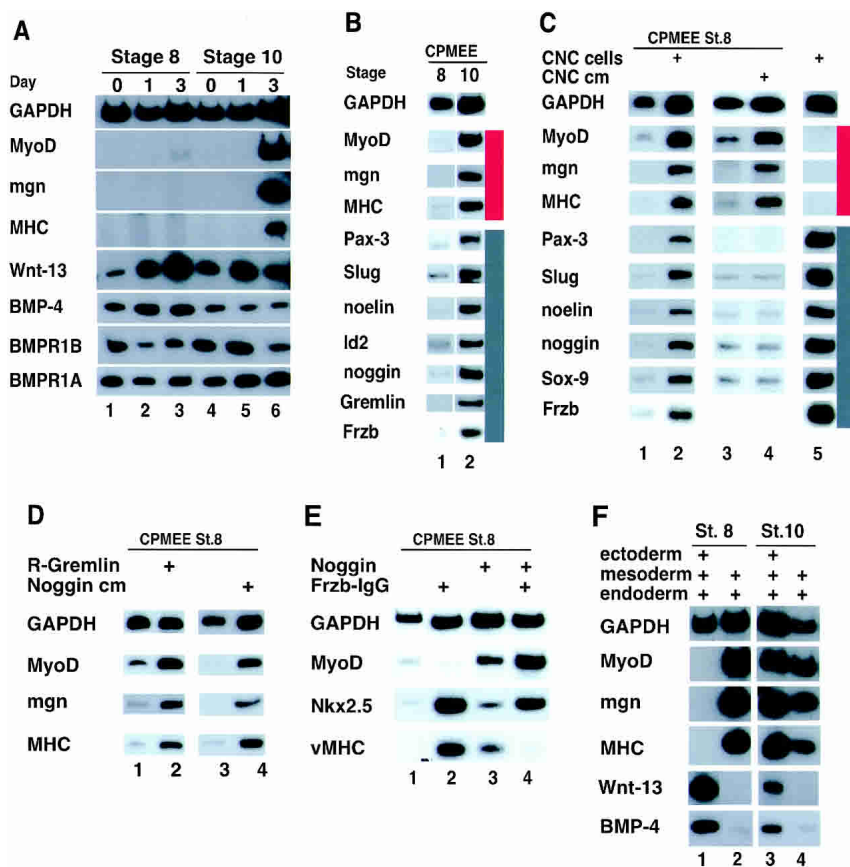 A
Stage 8 Stage 10
Day 0 1 3 0 1 3
GAPDH
MyoD
mgn
MHC
Wnt-13
BMP-4
BMPR1B
BMPR1A
1 2 3 4 5 6
B
CPMEE
Stage 8 10
GAPDH
MyoD
mgn
MHC
Pax-3
Slug
noelin
Id2
noggin
Gremlin
Frzb
1 2
C
CPMEE St.8
CNC cells + +
CNC cm +
GAPDH
MyoD
mgn
MHC
Pax-3
Slug
noelin
noggin
Sox-9
Frzb
1 2 3 4 5
D
CPMEE St.8
R-Gremlin +
Noggin cm +
GAPDH
MyoD
mgn
MHC
1 2 3 4
E
CPMEE St.8
Noggin + +
Frzb-IgG + +
GAPDH
MyoD
Nkx2.5
vMHC
1 2 3 4
F
St. 8 St.10
ectoderm + +
mesoderm + + + +
endoderm + + + +
GAPDH
MyoD
mgn
MHC
Wnt-13
BMP-4
1 2 3 4